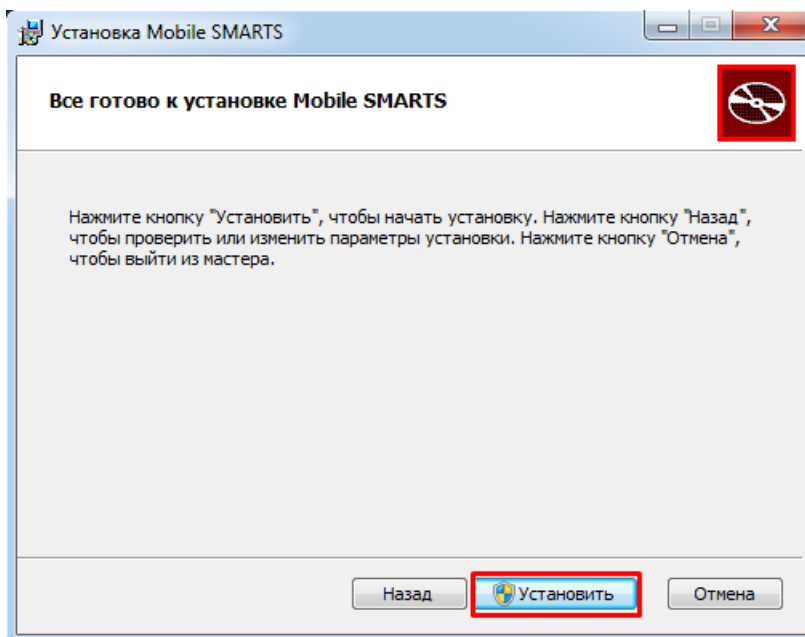 Установка Mobile SMARTS
Все готово к установке Mobile SMARTS
Нажмите кнопку "Установить", чтобы начать установку. Нажмите кнопку "Назад",
чтобы проверить или изменить параметры установки. Нажмите кнопку "Отмена",
чтобы выйти из мастера.
Назад
Установить
Отмена